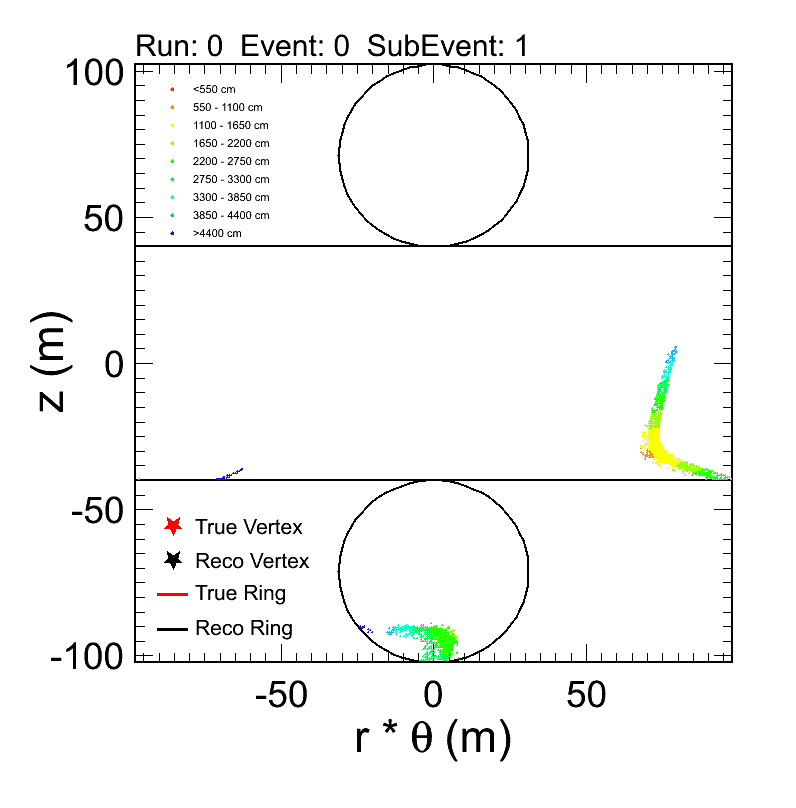 Run: 0 Event: 0 SubEvent: 1
100
<550 cm
550 - 1100 cm
1100 - 1650 cm
1650 - 2200 cm
2200 - 2750 cm
2750 - 3300 cm
3300 - 3850 cm
3850 - 4400 cm
>4400 cm
50
0
z (m)
-50
True Vertex
Reco Vertex
True Ring
Reco Ring
-100
-50 0 50
r * θ (m)